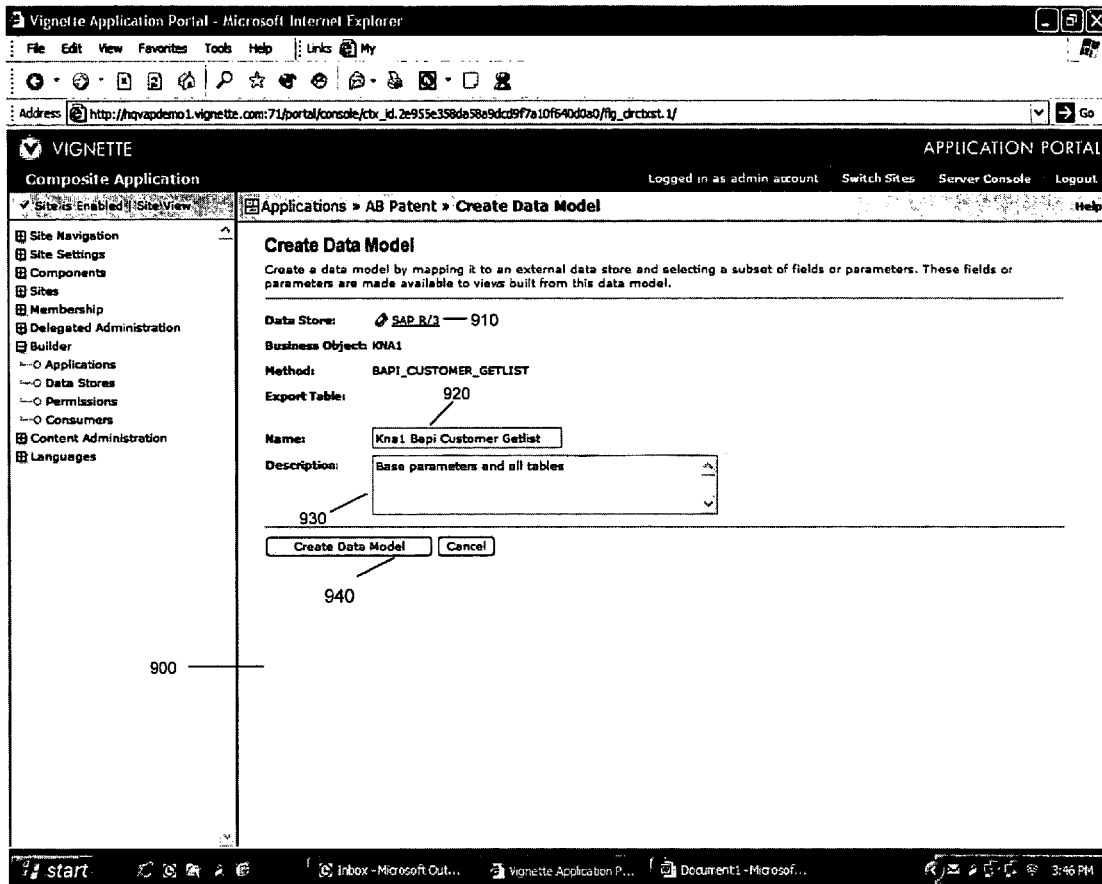 Vignette Application Portal - Microsoft Internet Explorer
File Edit View Favorites Tools Help Links My
Address http://hqvapdemo1.vignette.com:71/portal/console/ctx_id.2e955e358da58a9dcd9f7a10f640d0a0/flg_drctxst.1/ Go
VIGNETTE APPLICATION PORTAL
Composite Application Logged in as admin account Switch Sites Server Console Logout
Site is Enabled Site View Applications » AB Patent » Create Data Model Help
Site Navigation
Site Settings
Components
Sites
Membership
Delegated Administration
Builder
Applications
Data Stores
Permissions
Consumers
Content Administration
Languages
Create Data Model
Create a data model by mapping it to an external data store and selecting a subset of fields or parameters. These fields or
parameters are made available to views built from this data model.
Data Store: SAP R/3 910
Business Object: KNA1
Method: BAPI_CUSTOMER_GETLIST
Export Table: 920
Name: Kna1 Bapi Customer Getlist
Description: Base parameters and all tables
930
Create Data Model Cancel
940
900
start Inbox - Microsoft Out... Vignette Application P... Document1 - Microsof... 3:46 PM